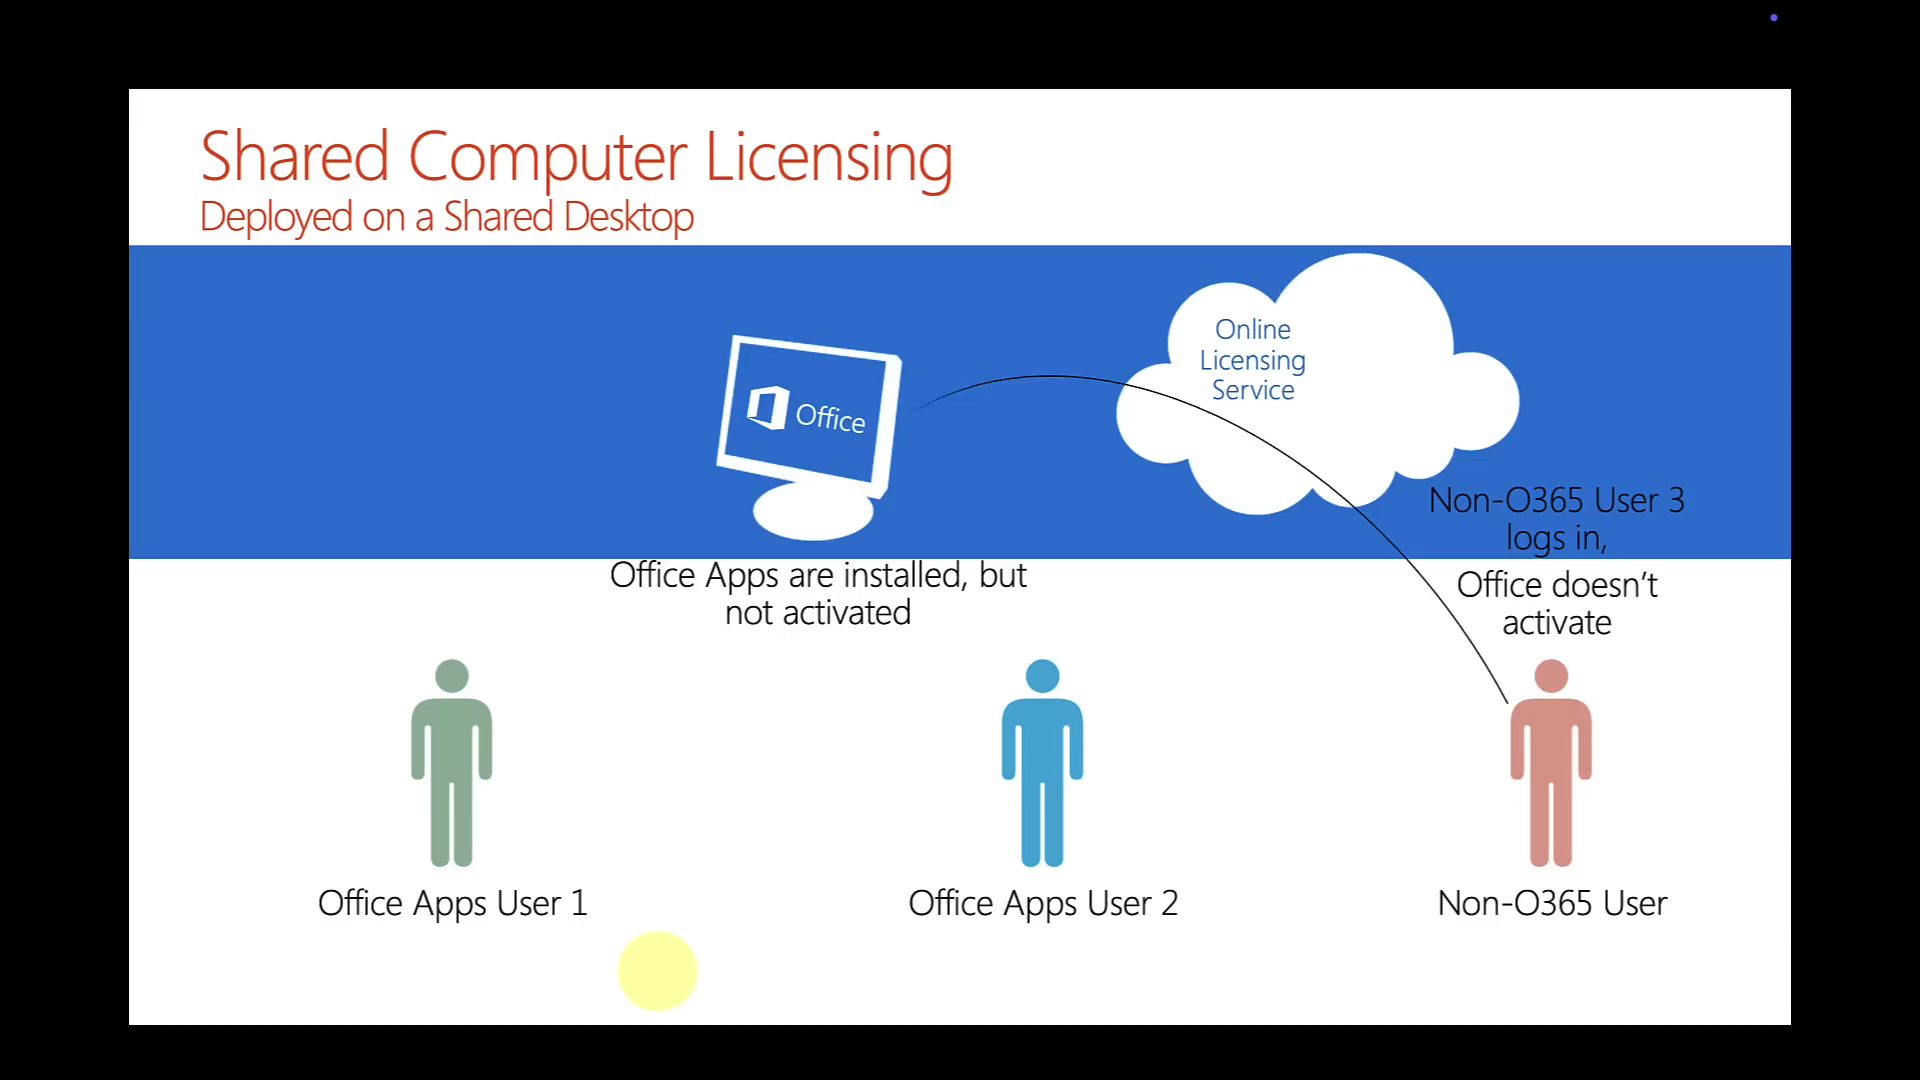 Shared Computer Licensing
Deployed on a Shared Desktop
Online
Licensing
Service
Office
Non-O365 User 3
logs in,
Office doesn't
activate
Office Apps are installed, but
not activated
Office Apps User 1
Office Apps User 2
Non-O365 User